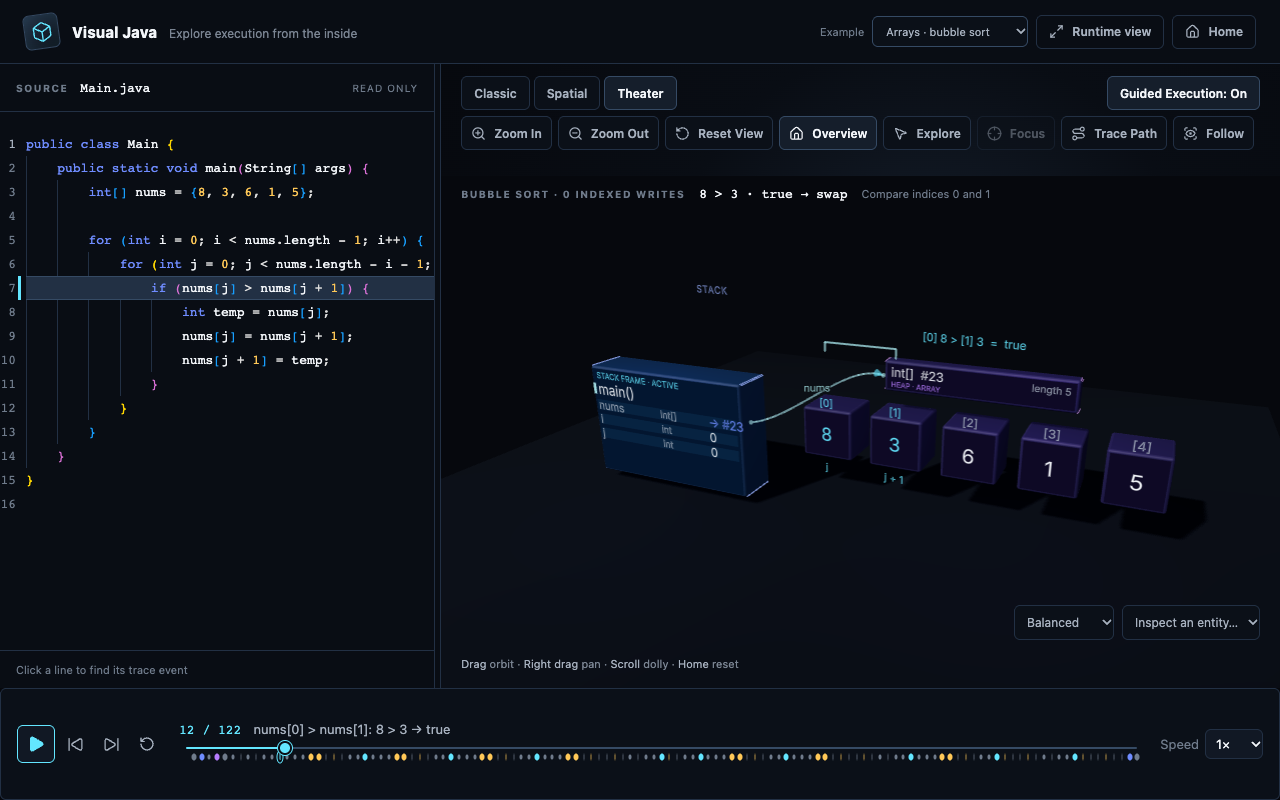 Visual Java Explore execution from the inside Example Arrays · bubble sort Runtime view Home
SOURCE Main.java READ ONLY
1 public class Main {
2 public static void main(String[] args) {
3 int[] nums = {8, 3, 6, 1, 5};
4
5 for (int i = 0; i < nums.length - 1; i++) {
6 for (int j = 0; j < nums.length - i - 1;
7 if (nums[j] > nums[j + 1]) {
8 int temp = nums[j];
9 nums[j] = nums[j + 1];
10 nums[j + 1] = temp;
11 }
12 }
13 }
14 }
15 }
16
Click a line to find its trace event
Classic Spatial Theater Guided Execution: On
Zoom In Zoom Out Reset View Overview Explore Focus Trace Path Follow
BUBBLE SORT · 0 INDEXED WRITES 8 > 3 · true → swap Compare indices 0 and 1
STACK
[0] 8 > [1] 3 = true
STACK FRAME · ACTIVE
main()
nums int[] → #23
i int 0
j int 0
nums
int[] #23 length 5
HEAP · ARRAY
[0] [1] [2] [3] [4]
8 3 6 1 5
j j + 1
Balanced Inspect an entity...
Drag orbit · Right drag pan · Scroll dolly · Home reset
12 / 122 nums[0] > nums[1]: 8 > 3 → true
Speed 1×